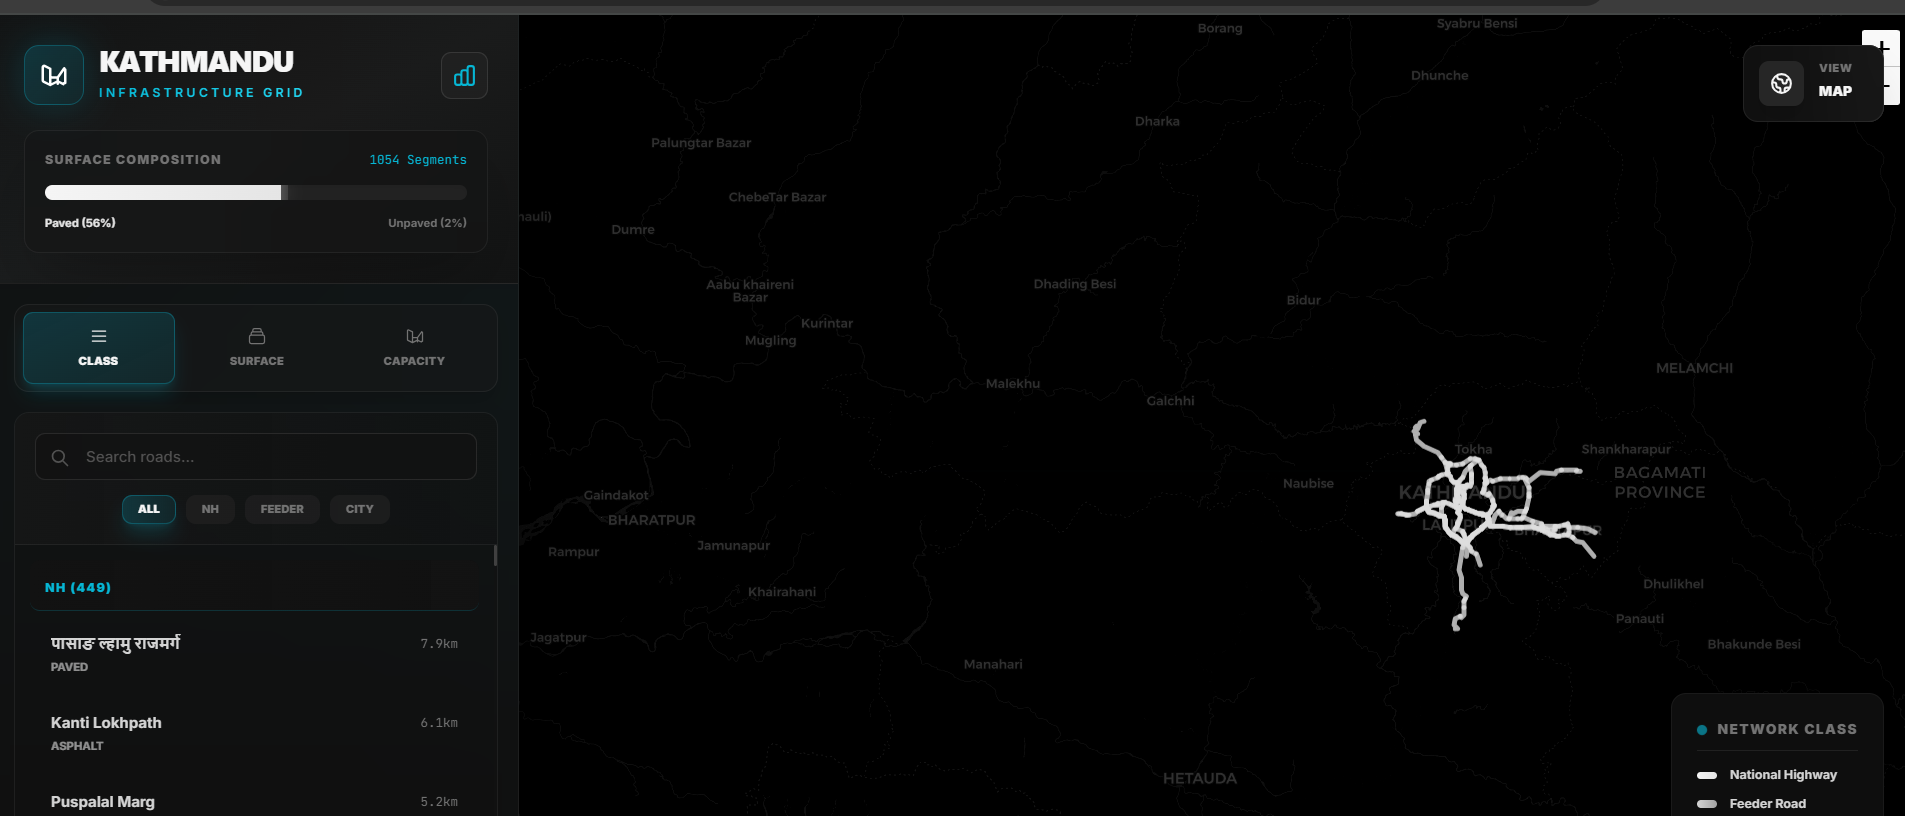 KATHMANDU
INFRASTRUCTURE GRID
SURFACE COMPOSITION
1054 Segments
Paved (56%)
Unpaved (2%)
CLASS
SURFACE
CAPACITY
Search roads...
ALL
NH
FEEDER
CITY
NH (449)
पासाङ ल्हामु राजमर्ग
7.9km
PAVED
Kanti Lokhpath
6.1km
ASPHALT
Puspalal Marg
5.2km
Borang
Syabru Bensi
Dhunche
Dharka
Palungtar Bazar
ChebeTar Bazar
nauli)
Dumre
Aabu khaireni
Bazar
Dhading Besi
Bidur
Kurintar
Mugling
Malekhu
Galchhi
MELAMCHI
Tokha
Shankharapur
BAGAMATI
PROVINCE
Naubise
KATHMANDU
Gaindakot
BHARATPUR
Rampur
Jamunapur
Khairahani
Jagatpur
Manahari
Dhulikhel
Panauti
Bhakunde Besi
HETAUDA
VIEW
MAP
+
-
NETWORK CLASS
National Highway
Feeder Road